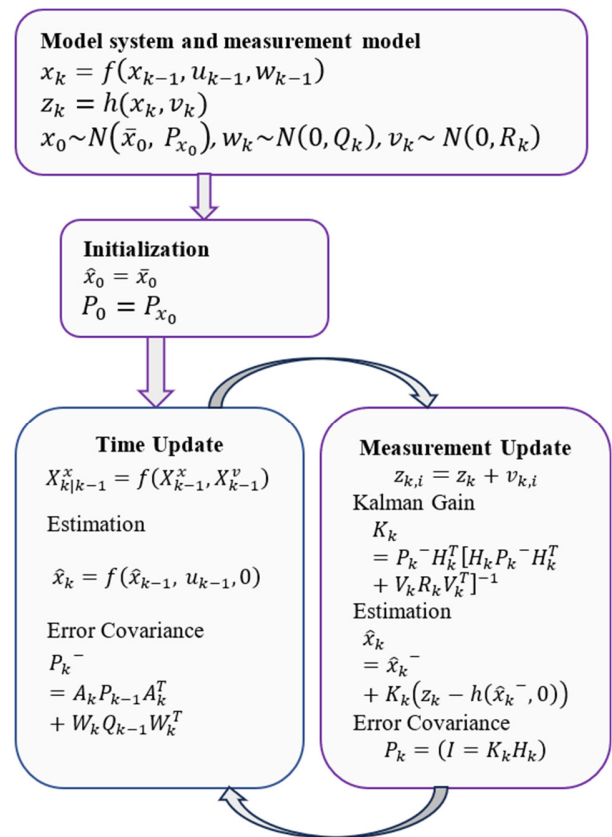 Model system and measurement model
x_k = f(x_{k−1}, u_{k−1}, w_{k−1})
z_k = h(x_k, v_k)
x_0~N(x̄_0, P_{x_0}), w_k~N(0, Q_k), v_k~ N(0, R_k)
Initialization
x̂_0 = x̄_0
P_0 = P_{x_0}
Time Update
X^x_{k|k−1} = f(X^x_{k−1}, X^v_{k−1})
Estimation
x̂_k = f(x̂_{k−1}, u_{k−1}, 0)
Error Covariance
P_k^−
= A_k P_{k−1} A_k^T
+ W_k Q_{k−1} W_k^T
Measurement Update
z_{k,i} = z_k + v_{k,i}
Kalman Gain
K_k
= P_k^− H_k^T [H_k P_k^− H_k^T
+ V_k R_k V_k^T]^{−1}
Estimation
x̂_k
= x̂_k^−
+ K_k(z_k − h(x̂_k^−, 0))
Error Covariance
P_k = (I = K_k H_k)